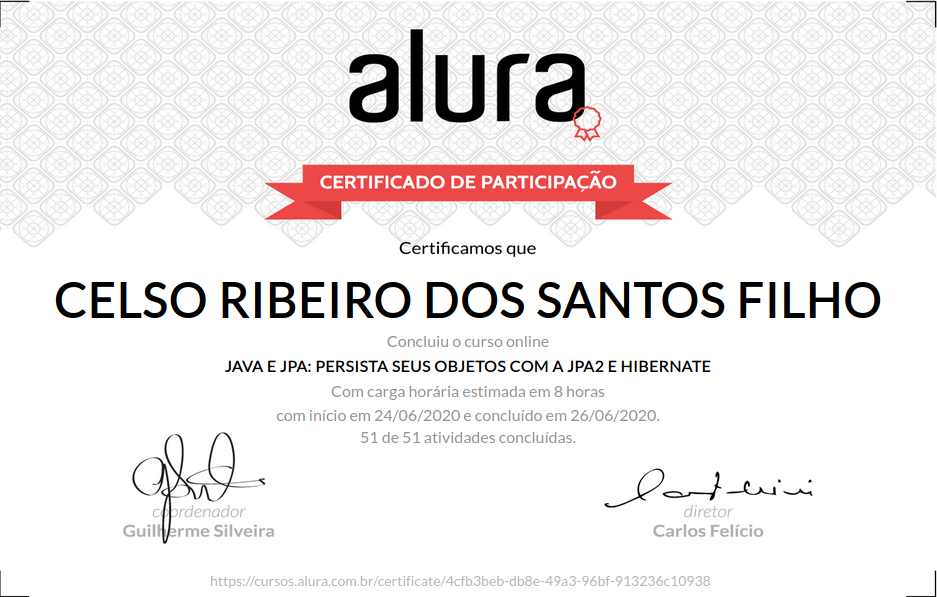 alura
CERTIFICADO DE PARTICIPAÇÃO
Certificamos que
CELSO RIBEIRO DOS SANTOS FILHO
Concluiu o curso online
JAVA E JPA: PERSISTA SEUS OBJETOS COM A JPA2 E HIBERNATE
Com carga horária estimada em 8 horas
com início em 24/06/2020 e concluído em 26/06/2020.
51 de 51 atividades concluídas.
coordenador
Guilherme Silveira
diretor
Carlos Felício
https://cursos.alura.com.br/certificate/4cfb3beb-db8e-49a3-96bf-913236c10938